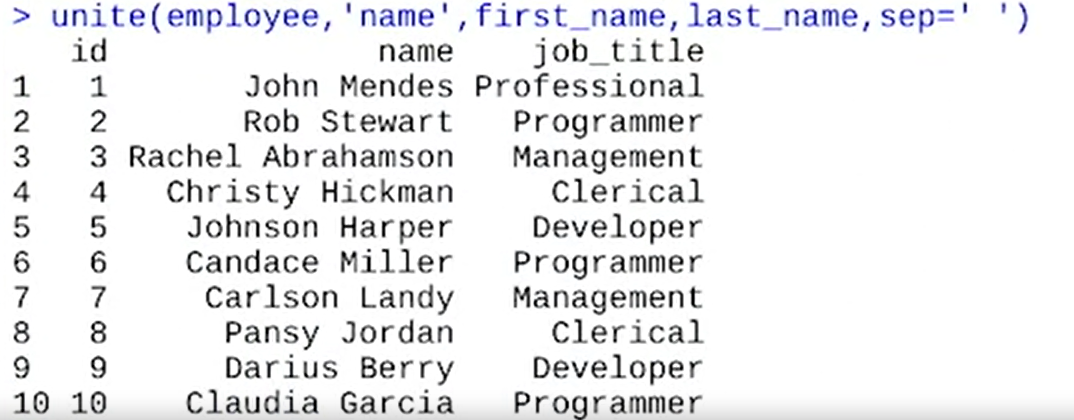 > unite(employee,'name',first_name,last_name,sep=' ')
id name job_title
1 1 John Mendes Professional
2 2 Rob Stewart Programmer
3 3 Rachel Abrahamson Management
4 4 Christy Hickman Clerical
5 5 Johnson Harper Developer
6 6 Candace Miller Programmer
7 7 Carlson Landy Management
8 8 Pansy Jordan Clerical
9 9 Darius Berry Developer
10 10 Claudia Garcia Programmer